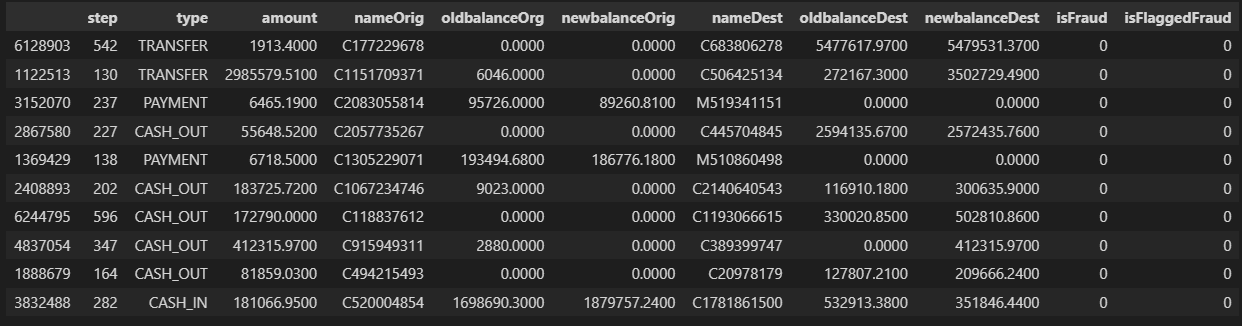 step type amount nameOrig oldbalanceOrg newbalanceOrig nameDest oldbalanceDest newbalanceDest isFraud isFlaggedFraud
6128903 542 TRANSFER 1913.4000 C177229678 0.0000 0.0000 C683806278 5477617.9700 5479531.3700 0 0
1122513 130 TRANSFER 2985579.5100 C1151709371 6046.0000 0.0000 C506425134 272167.3000 3502729.4900 0 0
3152070 237 PAYMENT 6465.1900 C2083055814 95726.0000 89260.8100 M519341151 0.0000 0.0000 0 0
2867580 227 CASH_OUT 55648.5200 C2057735267 0.0000 0.0000 C445704845 2594135.6700 2572435.7600 0 0
1369429 138 PAYMENT 6718.5000 C1305229071 193494.6800 186776.1800 M510860498 0.0000 0.0000 0 0
2408893 202 CASH_OUT 183725.7200 C1067234746 9023.0000 0.0000 C2140640543 116910.1800 300635.9000 0 0
6244795 596 CASH_OUT 172790.0000 C118837612 0.0000 0.0000 C1193066615 330020.8500 502810.8600 0 0
4837054 347 CASH_OUT 412315.9700 C915949311 2880.0000 0.0000 C389399747 0.0000 412315.9700 0 0
1888679 164 CASH_OUT 81859.0300 C494215493 0.0000 0.0000 C20978179 127807.2100 209666.2400 0 0
3832488 282 CASH_IN 181066.9500 C520004854 1698690.3000 1879757.2400 C1781861500 532913.3800 351846.4400 0 0